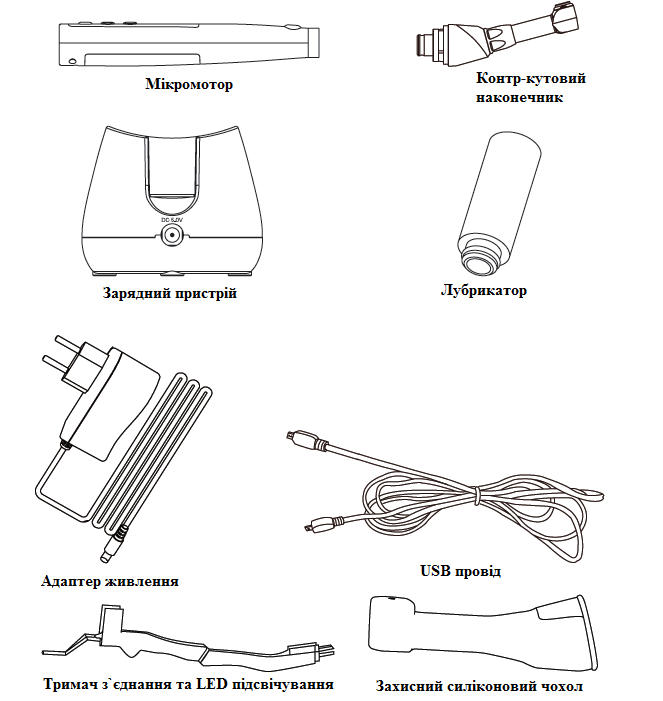 Мікромотор
Контр-кутовий
наконечник
DC 5.0V
Зарядний пристрій
Лубрикатор
Адаптер живлення
USB провід
Тримач з`єднання та LED підсвічування
Захисний силіконовий чохол